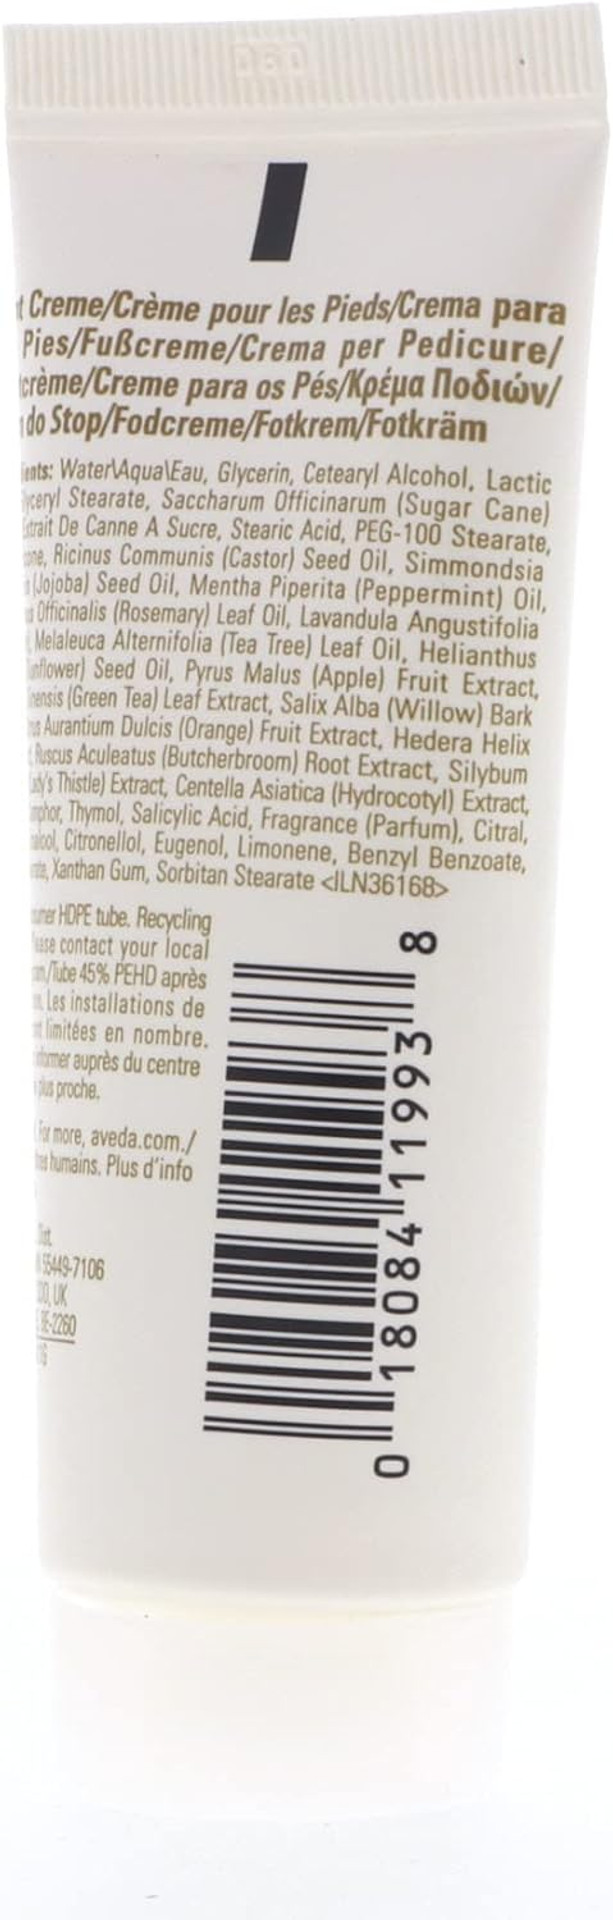 Creme/Crème pour les Pieds/Crema para
Pies/Fußcreme/Crema per Pedicure/
crème/Creme para os Pés/Κρέμα Ποδιών/
do Stop/Fodcreme/Fotkrem/Fotkräm
Water\Aqua\Eau, Glycerin, Cetearyl Alcohol, Lactic
Stearate, Saccharum Officinarum (Sugar Cane)
De Canne A Sucre, Stearic Acid, PEG-100 Stearate,
Ricinus Communis (Castor) Seed Oil, Simmondsia
(Jojoba) Seed Oil, Mentha Piperita (Peppermint) Oil,
Officinalis (Rosemary) Leaf Oil, Lavandula Angustifolia
Melaleuca Alternifolia (Tea Tree) Leaf Oil, Helianthus
Seed Oil, Pyrus Malus (Apple) Fruit Extract,
(Green Tea) Leaf Extract, Salix Alba (Willow) Bark
Aurantium Dulcis (Orange) Fruit Extract, Hedera Helix
Ruscus Aculeatus (Butcherbroom) Root Extract, Silybum
Thistle) Extract, Centella Asiatica (Hydrocotyl) Extract,
Thymol, Salicylic Acid, Fragrance (Parfum), Citral,
Citronellol, Eugenol, Limonene, Benzyl Benzoate,
Xanthan Gum, Sorbitan Stearate <ILN36168>
HDPE tube. Recycling
contact your local
/Tube 45% PEHD après
Les installations de
limitées en nombre.
auprès du centre
plus proche.
For more, aveda.com./
humains. Plus d'info
55449-7106
UK
BE-2260
0 18084 11993 8